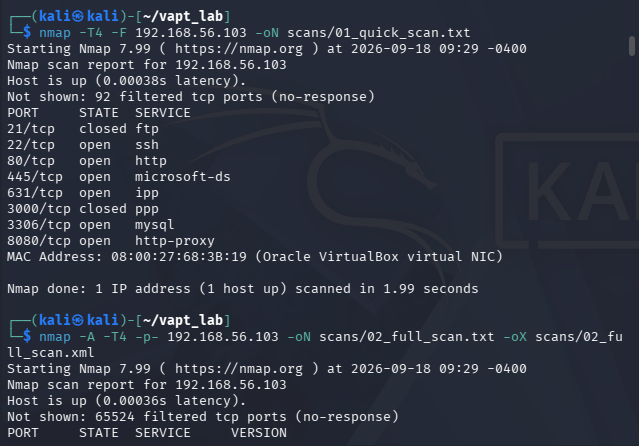 ┌──(kali㉿kali)-[~/vapt_lab]
└─$ nmap -T4 -F 192.168.56.103 -oN scans/01_quick_scan.txt
Starting Nmap 7.99 ( https://nmap.org ) at 2026-09-18 09:29 -0400
Nmap scan report for 192.168.56.103
Host is up (0.00038s latency).
Not shown: 92 filtered tcp ports (no-response)
PORT     STATE  SERVICE
21/tcp   closed ftp
22/tcp   open   ssh
80/tcp   open   http
445/tcp  open   microsoft-ds
631/tcp  open   ipp
3000/tcp closed ppp
3306/tcp open   mysql
8080/tcp open   http-proxy
MAC Address: 08:00:27:68:3B:19 (Oracle VirtualBox virtual NIC)
Nmap done: 1 IP address (1 host up) scanned in 1.99 seconds
┌──(kali㉿kali)-[~/vapt_lab]
└─$ nmap -A -T4 -p- 192.168.56.103 -oN scans/02_full_scan.txt -oX scans/02_fu
ll_scan.xml
Starting Nmap 7.99 ( https://nmap.org ) at 2026-09-18 09:29 -0400
Nmap scan report for 192.168.56.103
Host is up (0.00036s latency).
Not shown: 65524 filtered tcp ports (no-response)
PORT     STATE  SERVICE     VERSION
KA